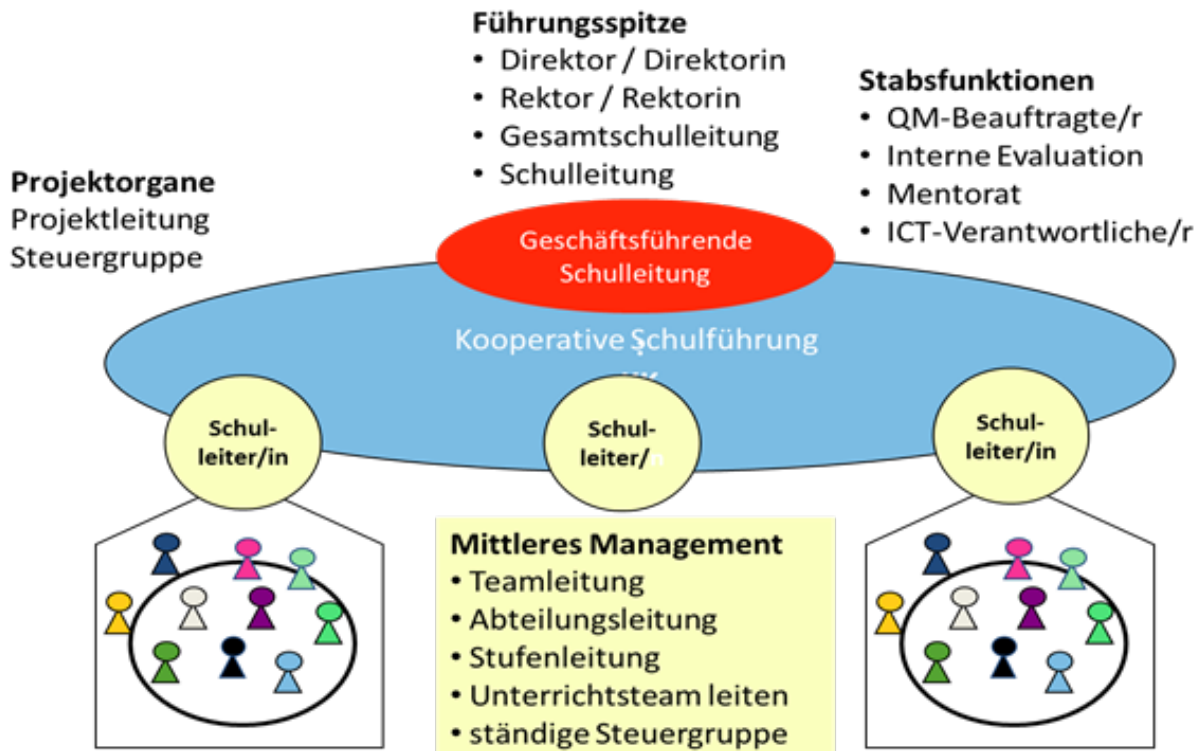 Führungsspitze
• Direktor / Direktorin
• Rektor / Rektorin
• Gesamtschulleitung
• Schulleitung
Stabsfunktionen
• QM-Beauftragte/r
• Interne Evaluation
• Mentorat
• ICT-Verantwortliche/r
Projektorgane
Projektleitung
Steuergruppe
Geschäftsführende
Schulleitung
Kooperative Schulführung
Schul-
leiter/in
Schul-
leiter/
Schul-
leiter/in
Mittleres Management
• Teamleitung
• Abteilungsleitung
• Stufenleitung
• Unterrichtsteam leiten
• ständige Steuergruppe